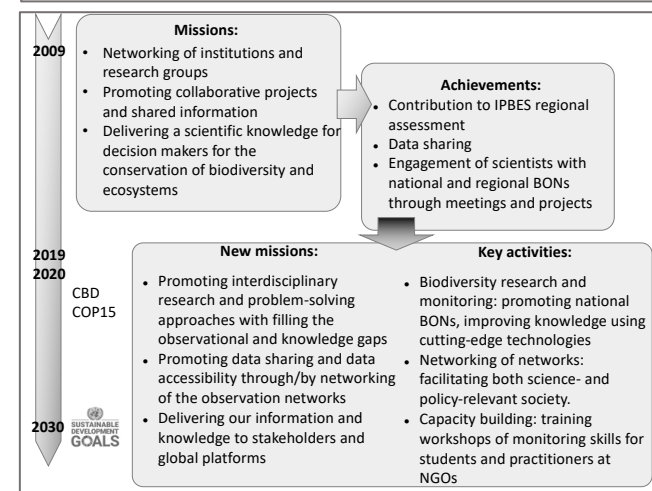 Missions:
2009
• Networking of institutions and
research groups
• Promoting collaborative projects
and shared information
• Delivering a scientific knowledge for
decision makers for the
conservation of biodiversity and
ecosystems
Achievements:
• Contribution to IPBES regional
assessment
• Data sharing
• Engagement of scientists with
national and regional BONs
through meetings and projects
2019
2020
CBD
COP15
New missions:
• Promoting interdisciplinary
research and problem-solving
approaches with filling the
observational and knowledge gaps
• Promoting data sharing and data
accessibility through/by networking
of the observation networks
• Delivering our information and
knowledge to stakeholders and
global platforms
Key activities:
• Biodiversity research and
monitoring: promoting national
BONs, improving knowledge using
cutting-edge technologies
• Networking of networks:
facilitating both science- and
policy-relevant society.
• Capacity building: training
workshops of monitoring skills for
students and practitioners at
NGOs
2030
SUSTAINABLE
DEVELOPMENT
GOALS